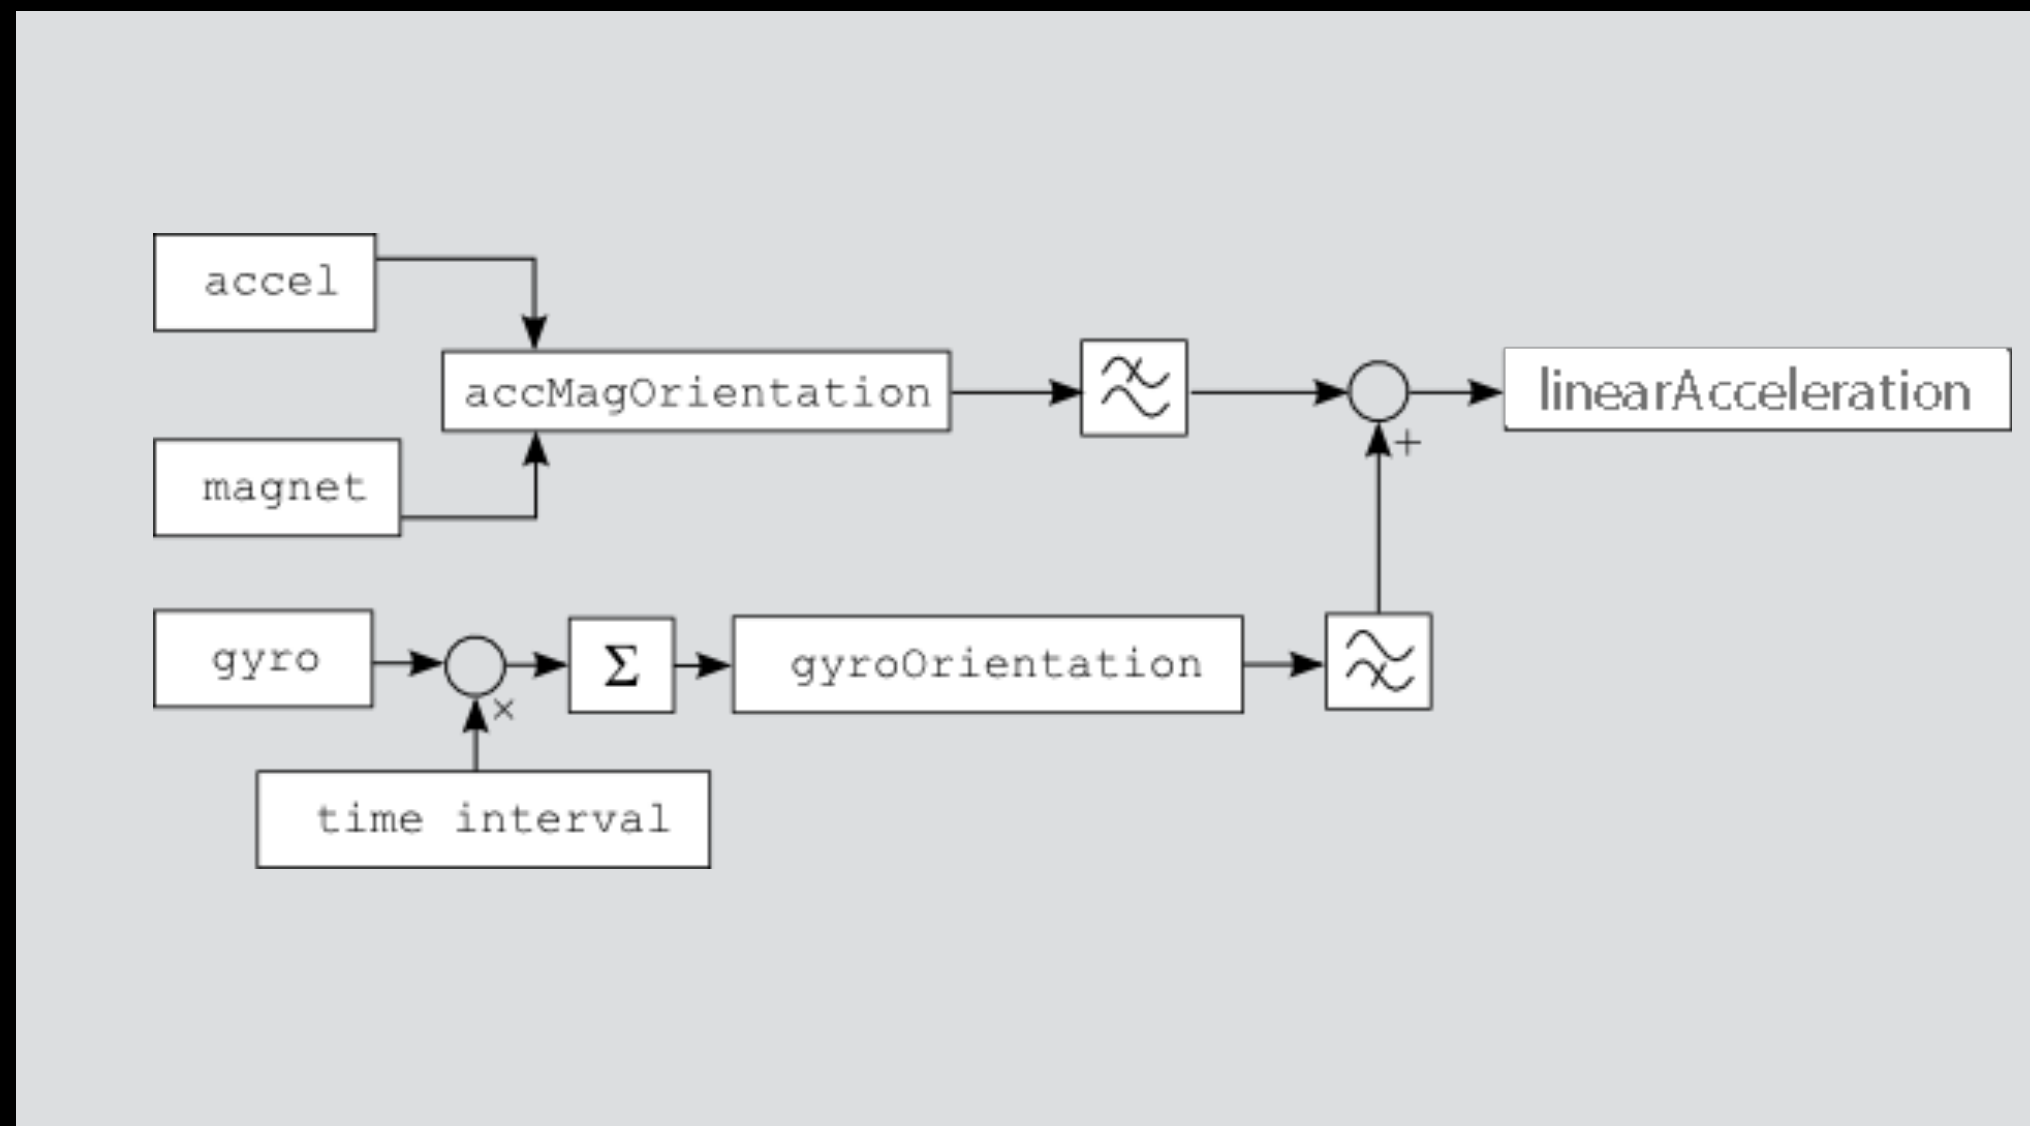 accel
accMagOrientation
linearAcceleration
+
magnet
gyro
Σ
gyroOrientation
×
time interval